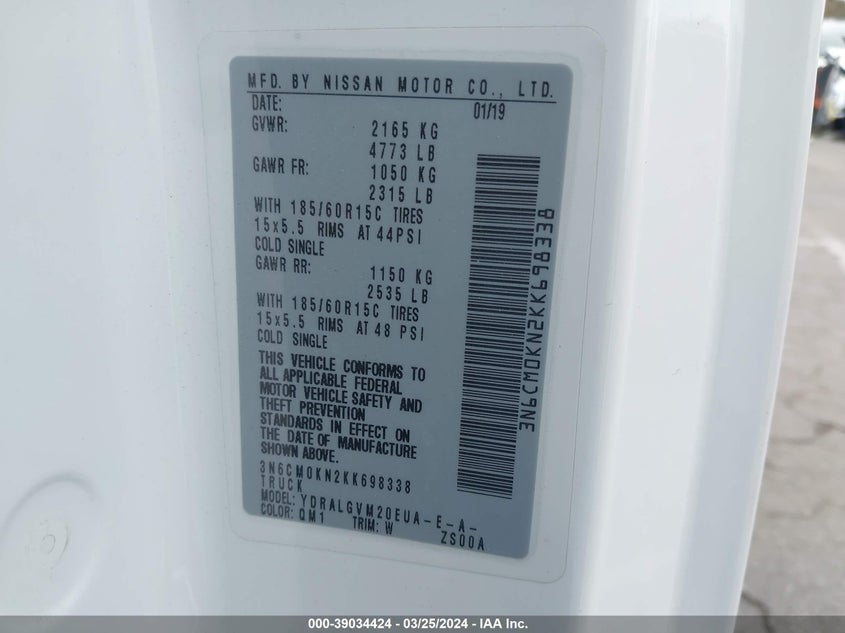 MFD. BY NISSAN MOTOR CO., LTD.
DATE: 01/19
GVWR: 2165 KG
4773 LB
GAWR FR: 1050 KG
2315 LB
WITH 185/60R15C TIRES
15x5.5 RIMS AT 44PSI
COLD SINGLE
GAWR RR: 1150 KG
2535 LB
WITH 185/60R15C TIRES
15x5.5 RIMS AT 48 PSI
COLD SINGLE
THIS VEHICLE CONFORMS TO
ALL APPLICABLE FEDERAL
MOTOR VEHICLE SAFETY AND
THEFT PREVENTION
STANDARDS IN EFFECT ON
THE DATE OF MANUFACTURE
SHOWN ABOVE.
3N6CM0KN2KK698338
TRUCK
MODEL: YDRALGVM20EUA-E-A-
COLOR: QM1 TRIM: W ZS00A
3N6CM0KN2KK698338
000-39034424 - 03/25/2024 - IAA Inc.